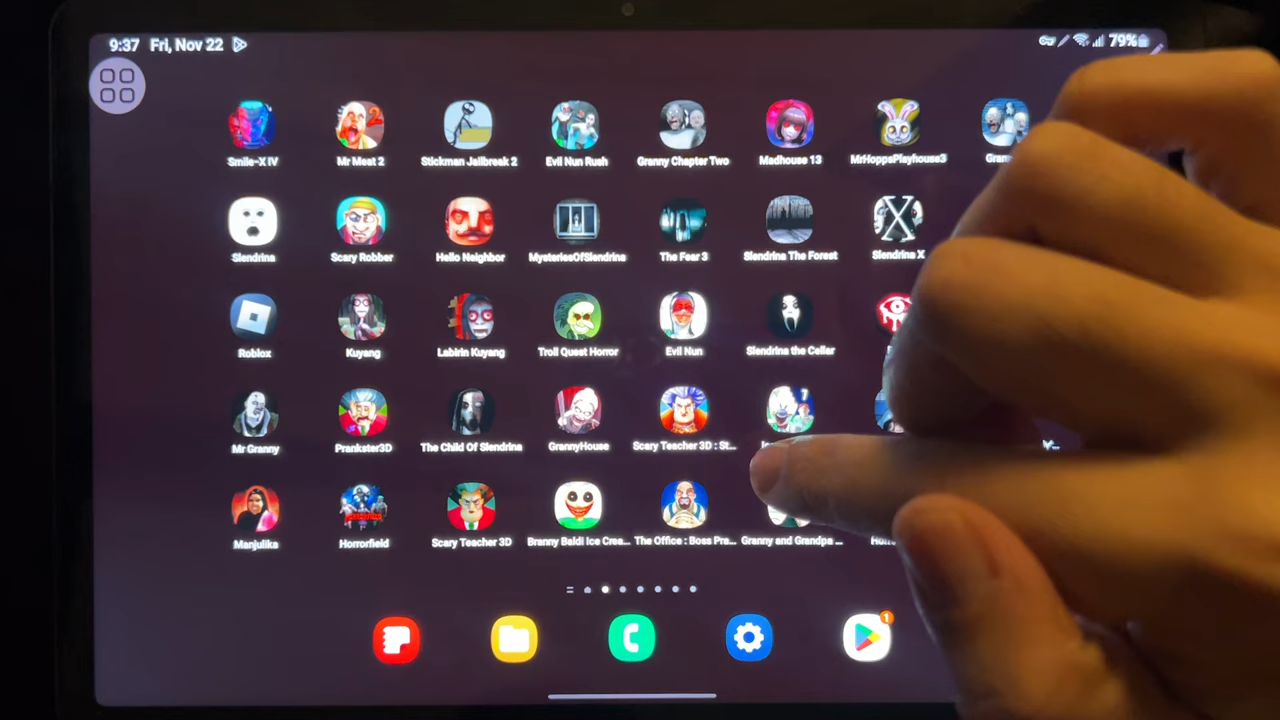 9:37 Fri, Nov 22 79%
Smile-X IV Mr Meat 2 Stickman Jailbreak 2 Evil Nun Rush Granny Chapter Two Madhouse 13 MrHoppsPlayhouse3 Gran
Slendrina Scary Robber Hello Neighbor MysteriesOfSlendrina The Fear 3 Slendrina The Forest Slendrina X
Roblox Kuyang Labirin Kuyang Troll Quest Horror Evil Nun Slendrina the Cellar
Mr Granny Prankster3D The Child Of Slendrina GrannyHouse Scary Teacher 3D : St...
Manjulika Horrorfield Scary Teacher 3D Branny Baldi Ice Crea... The Office : Boss Pra... Granny and Grandpa ...
1